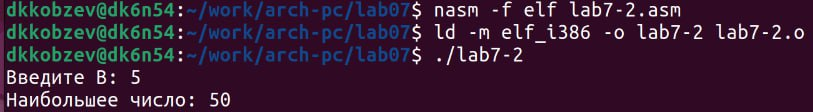 dkkobzev@dk6n54:~/work/arch-pc/lab07$ nasm -f elf lab7-2.asm
dkkobzev@dk6n54:~/work/arch-pc/lab07$ ld -m elf_i386 -o lab7-2 lab7-2.o
dkkobzev@dk6n54:~/work/arch-pc/lab07$ ./lab7-2
Введите B: 5
Наибольшее число: 50